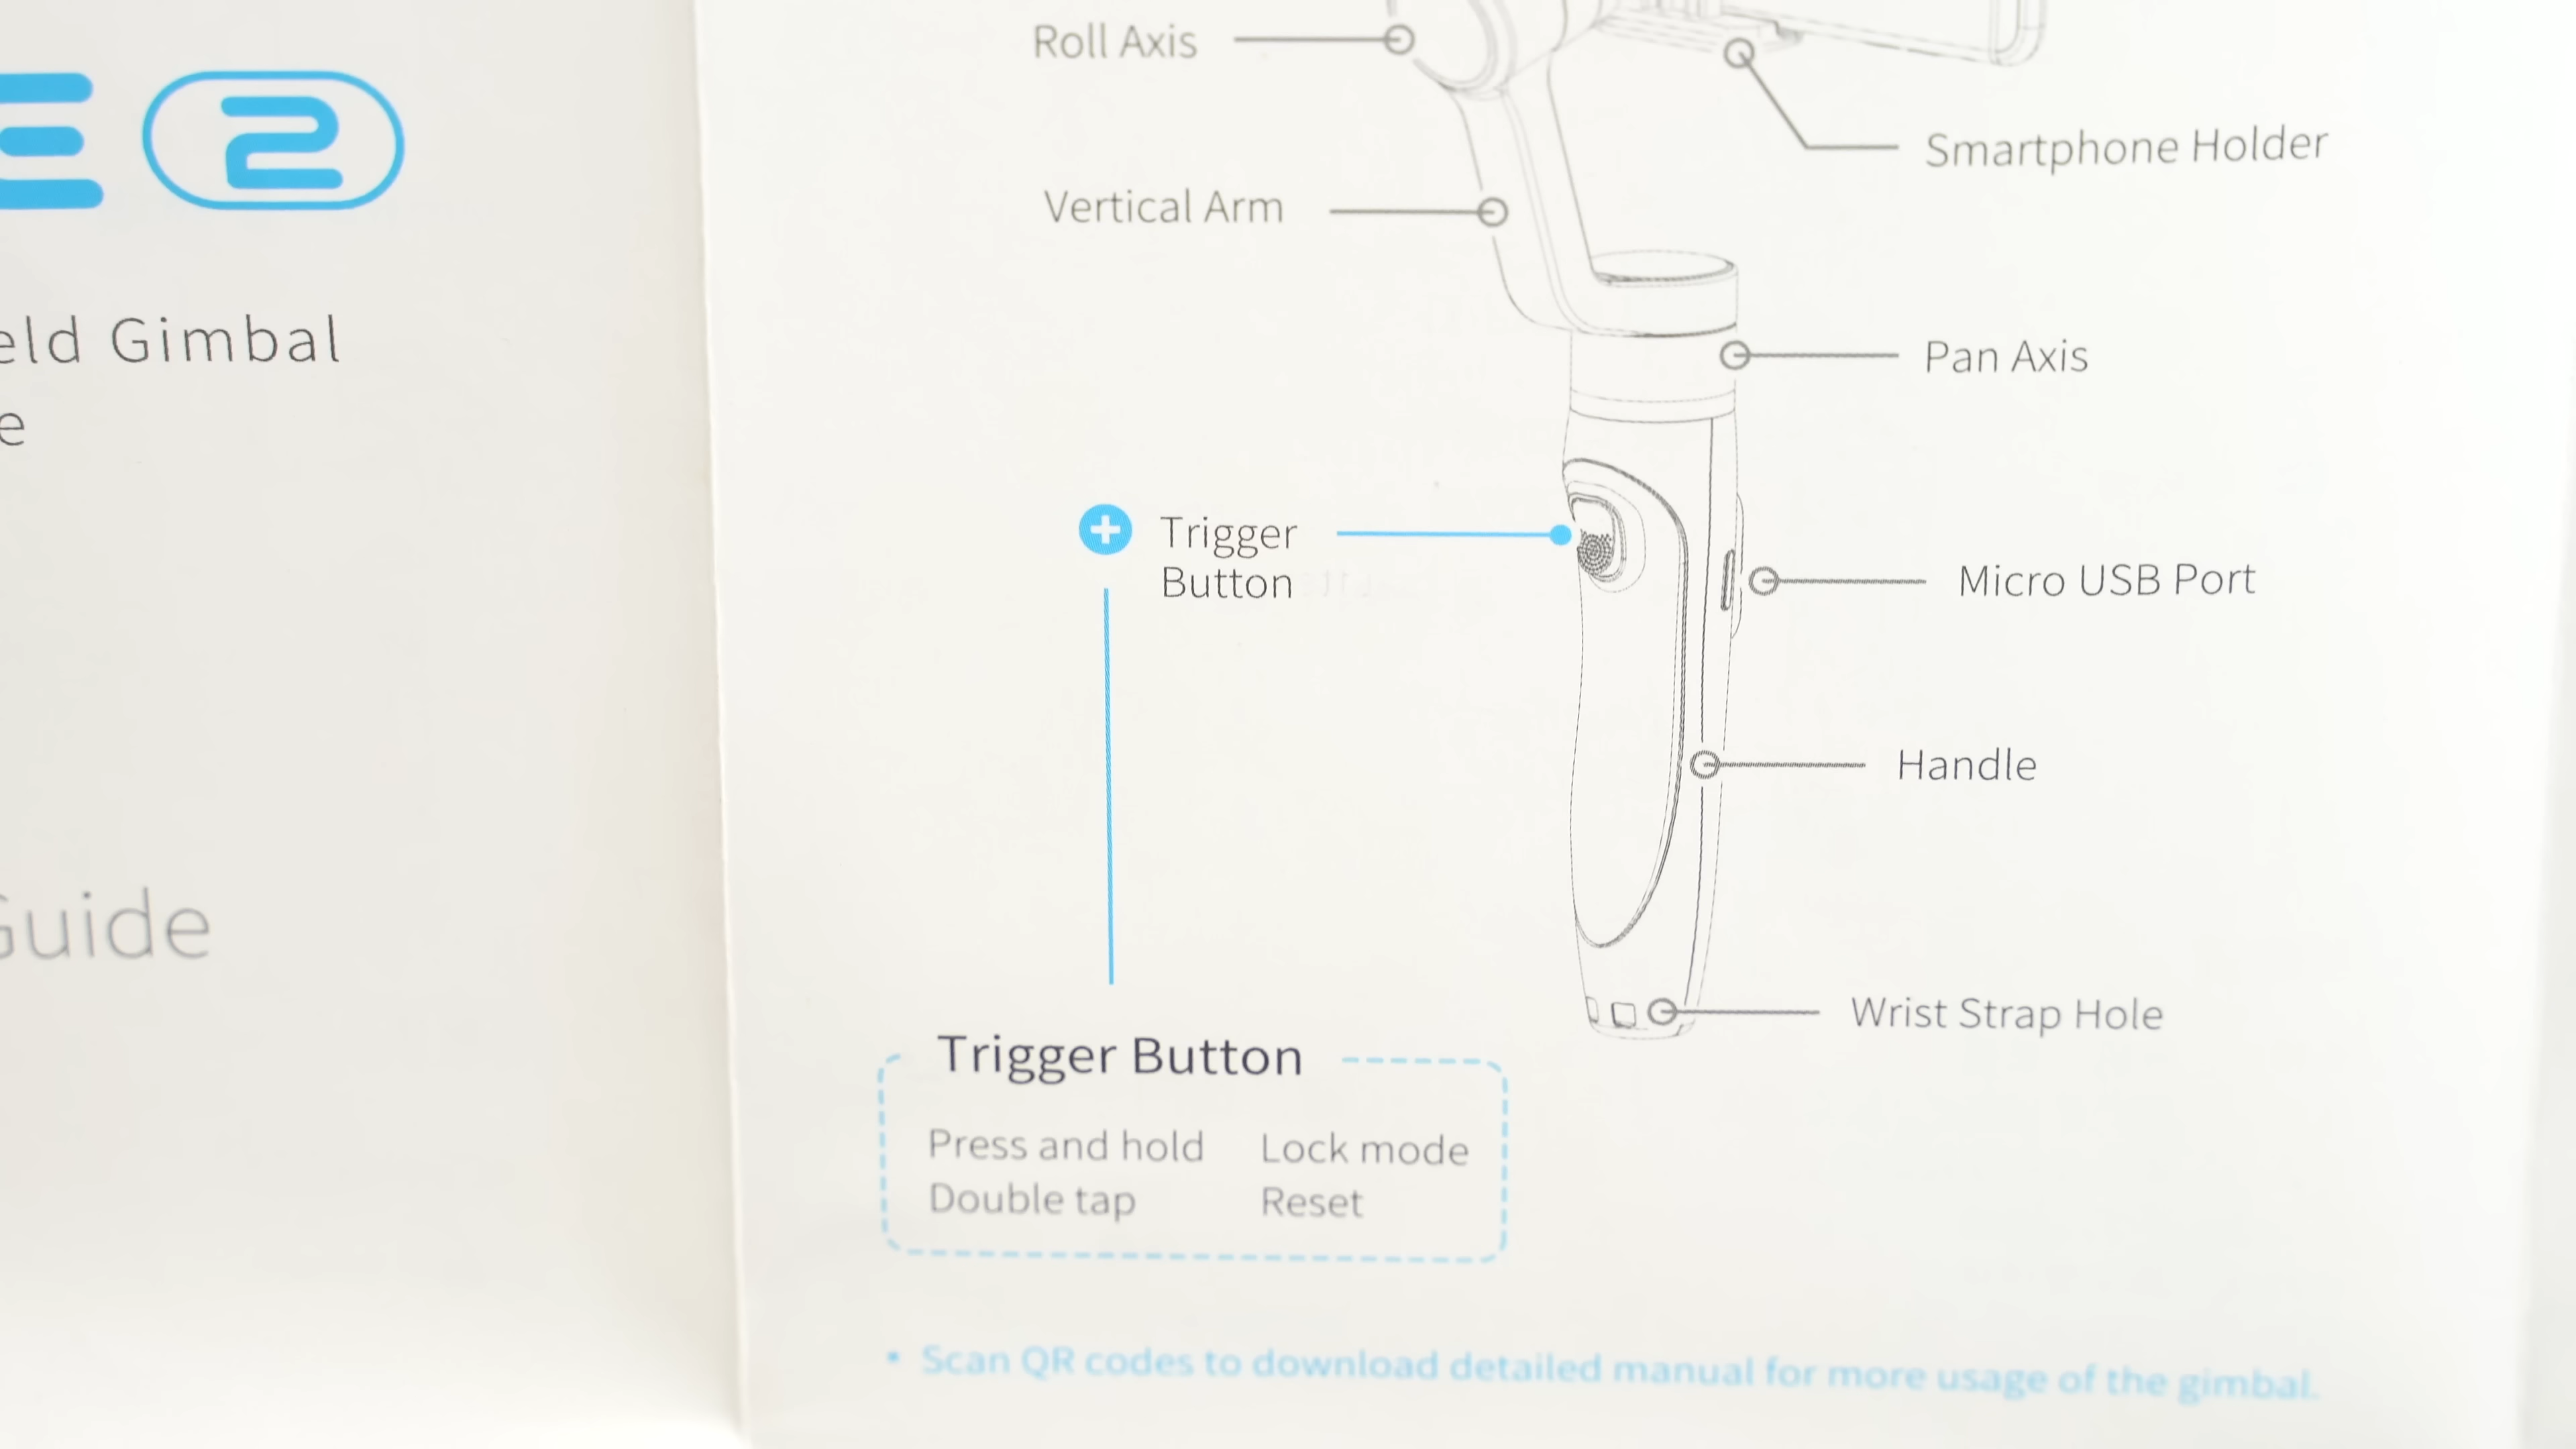 E 2
eld Gimbal
e
Guide
Roll Axis
Smartphone Holder
Vertical Arm
Pan Axis
Trigger
Button
Micro USB Port
Handle
Wrist Strap Hole
Trigger Button
Press and hold Lock mode
Double tap Reset
• Scan QR codes to download detailed manual for more usage of the gimbal.